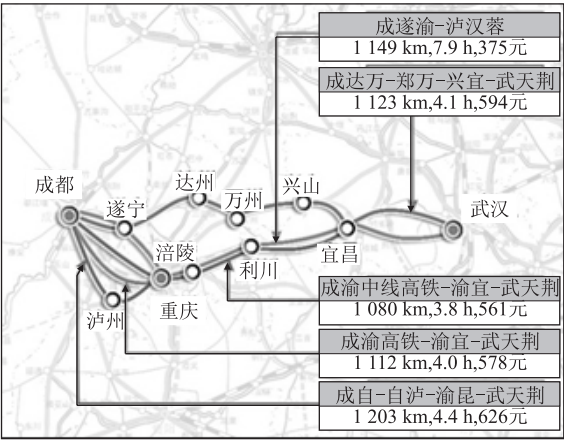 成遂渝-泸汉蓉
1 149 km,7.9 h,375元
成达万-郑万-兴宜-武天荆
1 123 km,4.1 h,594元
成都
遂宁
达州
万州
兴山
武汉
宜昌
涪陵
利川
重庆
泸州
成渝中线高铁-渝宜-武天荆
1 080 km,3.8 h,561元
成渝高铁-渝宜-武天荆
1 112 km,4.0 h,578元
成自-自泸-渝昆-武天荆
1 203 km,4.4 h,626元